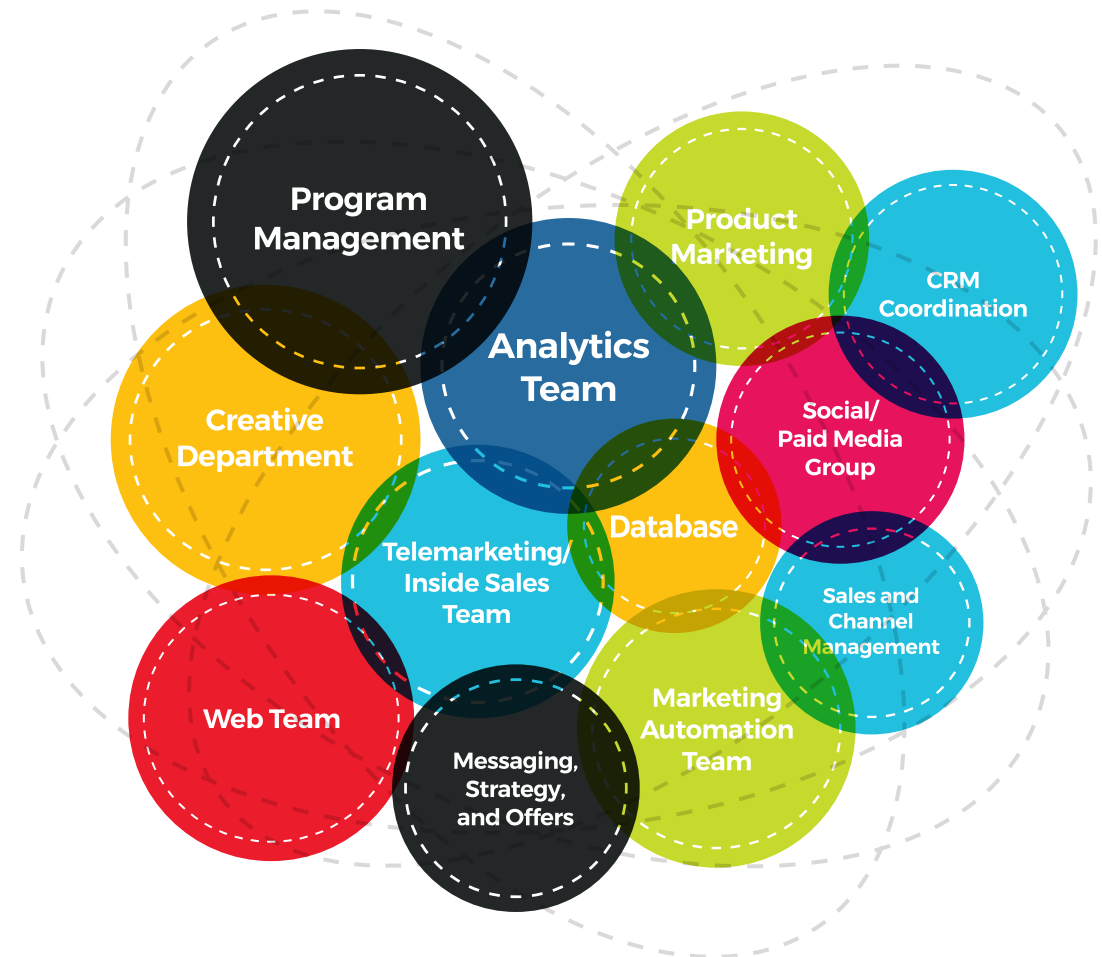 Program
Management
Product
Marketing
CRM
Coordination
Analytics
Team
Creative
Department
Social/
Paid Media
Group
Database
Telemarketing/
Inside Sales
Team
Sales and
Channel
Management
Web Team
Marketing
Automation
Team
Messaging,
Strategy,
and Offers